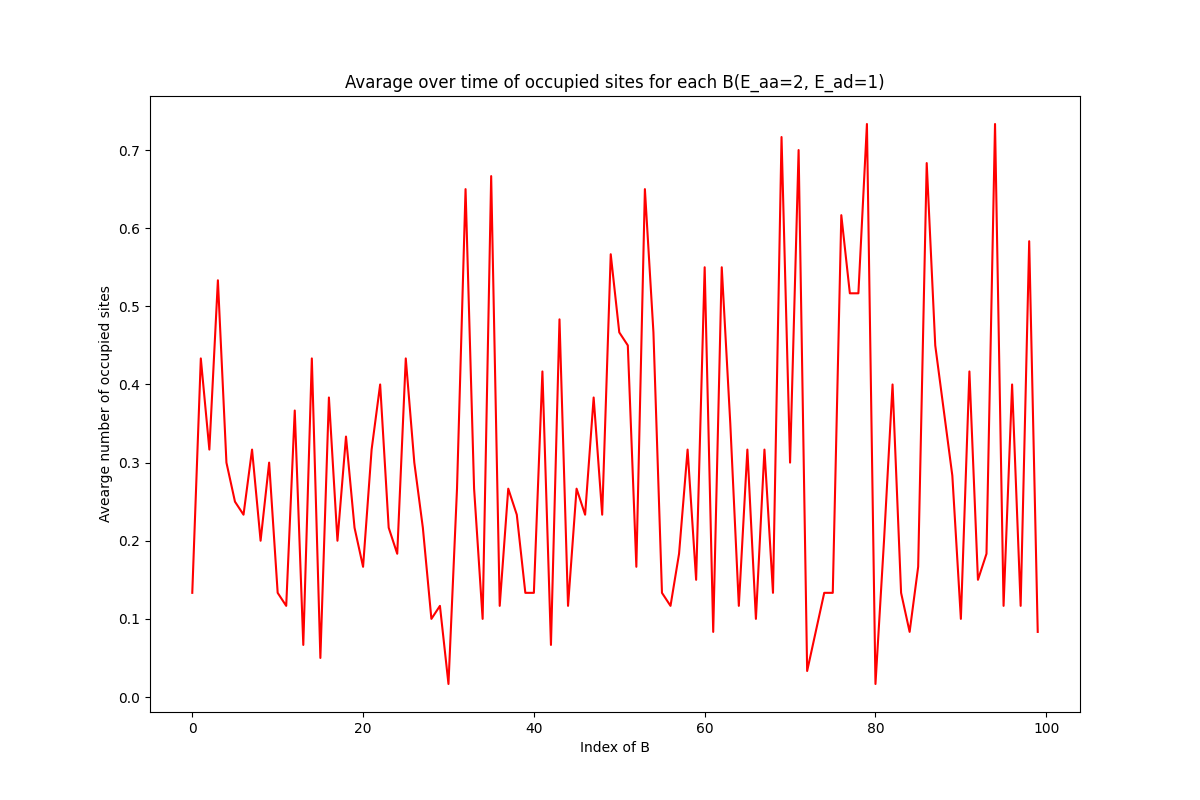 Avarage over time of occupied sites for each B(E_aa=2, E_ad=1)
0.7
0.6
0.5
0.4
0.3
0.2
0.1
0.0
Avearge number of occupied sites
0 20 40 60 80 100
Index of B